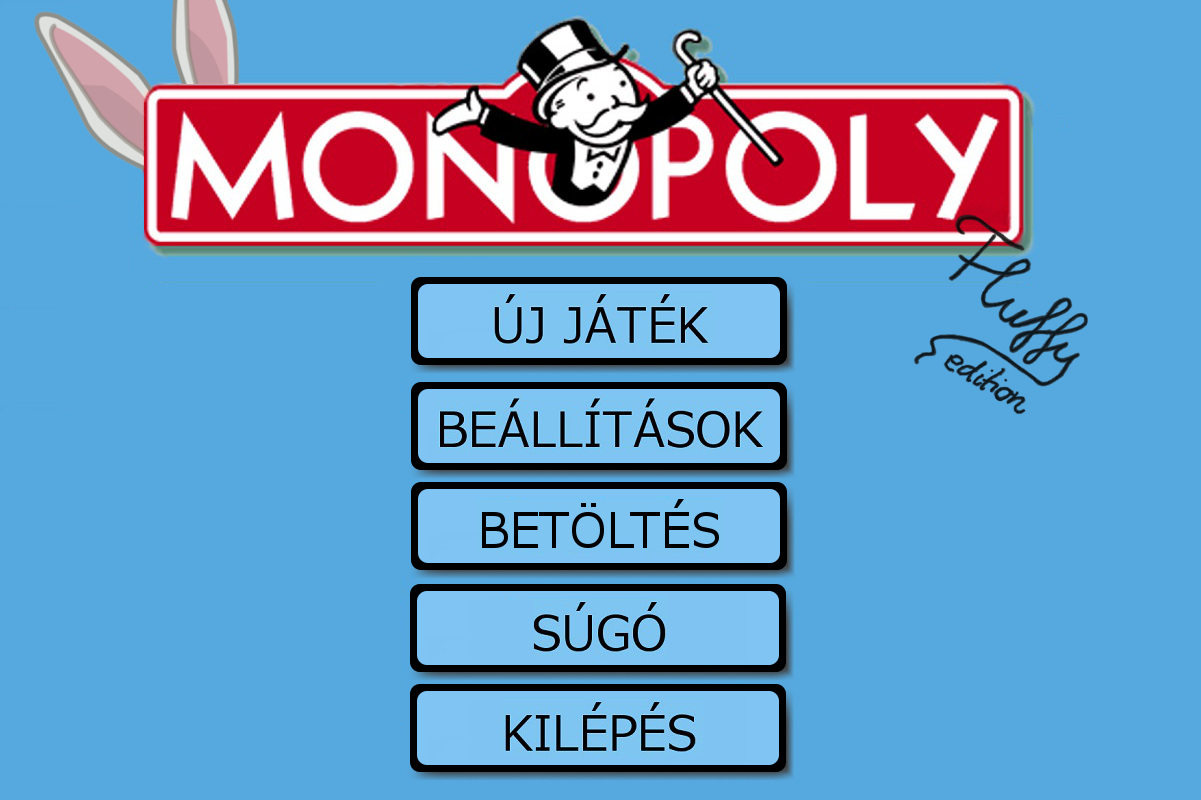 MONOPOLY
Fluffy
edition
ÚJ JÁTÉK
BEÁLLÍTÁSOK
BETÖLTÉS
SÚGÓ
KILÉPÉS